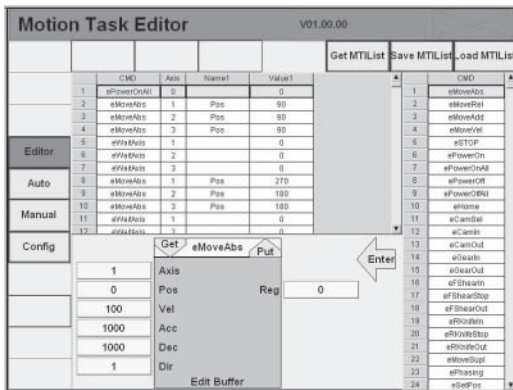 Motion Task Editor V01.00.00
Get MTIList Save MTIList Load MTIList
CMD Axis Name1 Value1
1 ePowerOnAll 0 0
2 eMoveAbs 1 Pos 90
3 eMoveAbs 2 Pos 90
4 eMoveAbs 3 Pos 90
5 eWaitAxis 1 0
6 eWaitAxis 2 0
7 eWaitAxis 3 0
8 eMoveAbs 1 Pos 270
9 eMoveAbs 2 Pos 180
10 eMoveAbs 3 Pos 180
11 eWaitAxis 1 0
12 eWaitAxis 2 0
CMD
1 eMoveAbs
2 eMoveRel
3 eMoveAdd
4 eMoveVel
5 eSTOP
6 ePowerOn
7 ePowerOnAll
8 ePowerOff
9 ePowerOffAll
10 eHome
11 eCamSel
12 eCamIn
13 eCamOut
14 eGearIn
15 eGearOut
16 eFShearIn
17 eFShearStop
18 eFShearOut
19 eRKnifeIn
20 eRKnifeStop
21 eRKnifeOut
22 eMoveSupI
23 ePhasing
24 eSetPos
Editor
Auto
Manual
Config
Get eMoveAbs Put
Enter
1 Axis
0 Pos Reg 0
100 Vel
1000 Acc
1000 Dec
1 Dir
Edit Buffer